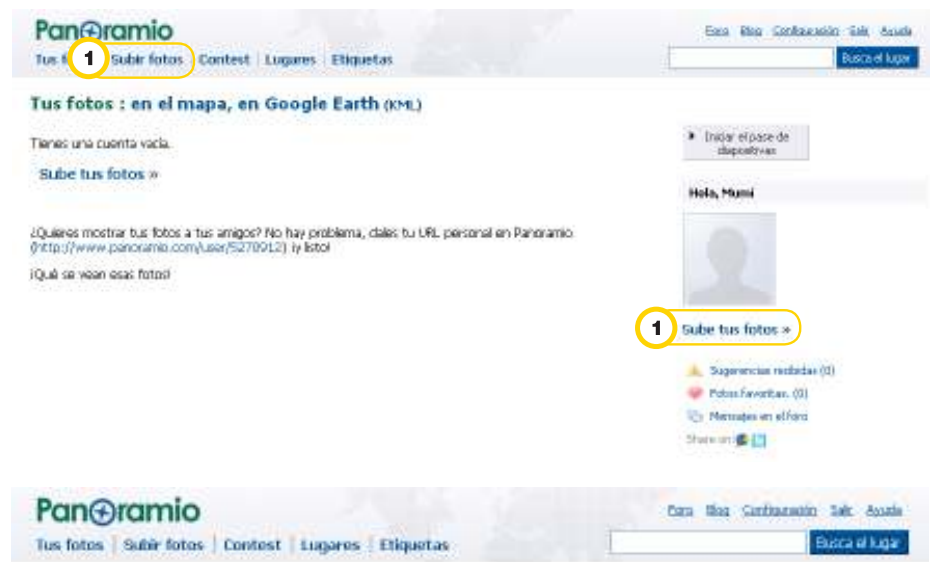 Panoramio
Foro Blog Configuración Salir Ayuda
Tus f 1 Subir fotos Contest Lugares Etiquetas
Busca el lugar
Tus fotos : en el mapa, en Google Earth (KML)
Tienes una cuenta vacía.
Iniciar el pase de
diapositivas
Sube tus fotos »
Hola, Mumi
¿Quieres mostrar tus fotos a tus amigos? No hay problema, dales tu URL personal en Panoramio
(http://www.panoramio.com/user/5270912) ¡y listo!
¡Qué se vean esas fotos!
1 Sube tus fotos »
Sugerencias recibidas (0)
Fotos favoritas. (0)
Mensajes en el foro
Share on
Panoramio
Foro Blog Configuración Salir Ayuda
Tus fotos Subir fotos Contest Lugares Etiquetas
Busca el lugar